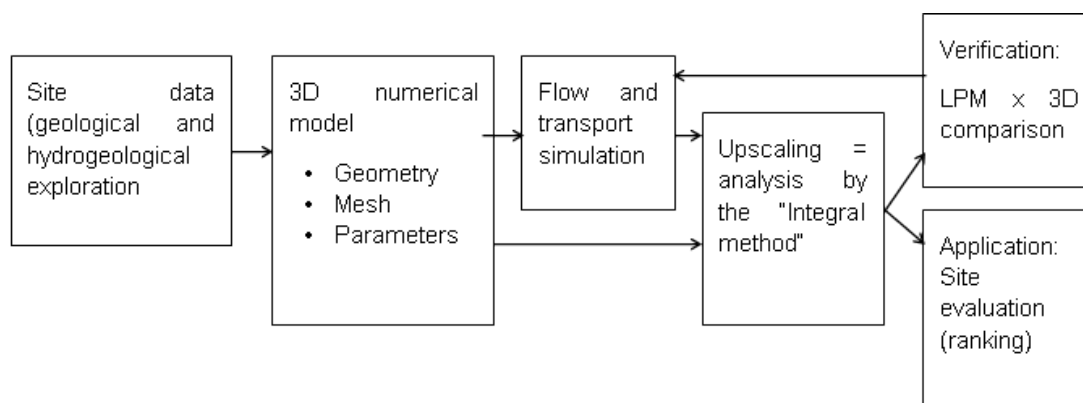 Site data
(geological and
hydrogeological
exploration
3D numerical
model
• Geometry
• Mesh
• Parameters
Flow and
transport
simulation
Upscaling =
analysis by
the "Integral
method"
Verification:
LPM x 3D
comparison
Application:
Site
evaluation
(ranking)